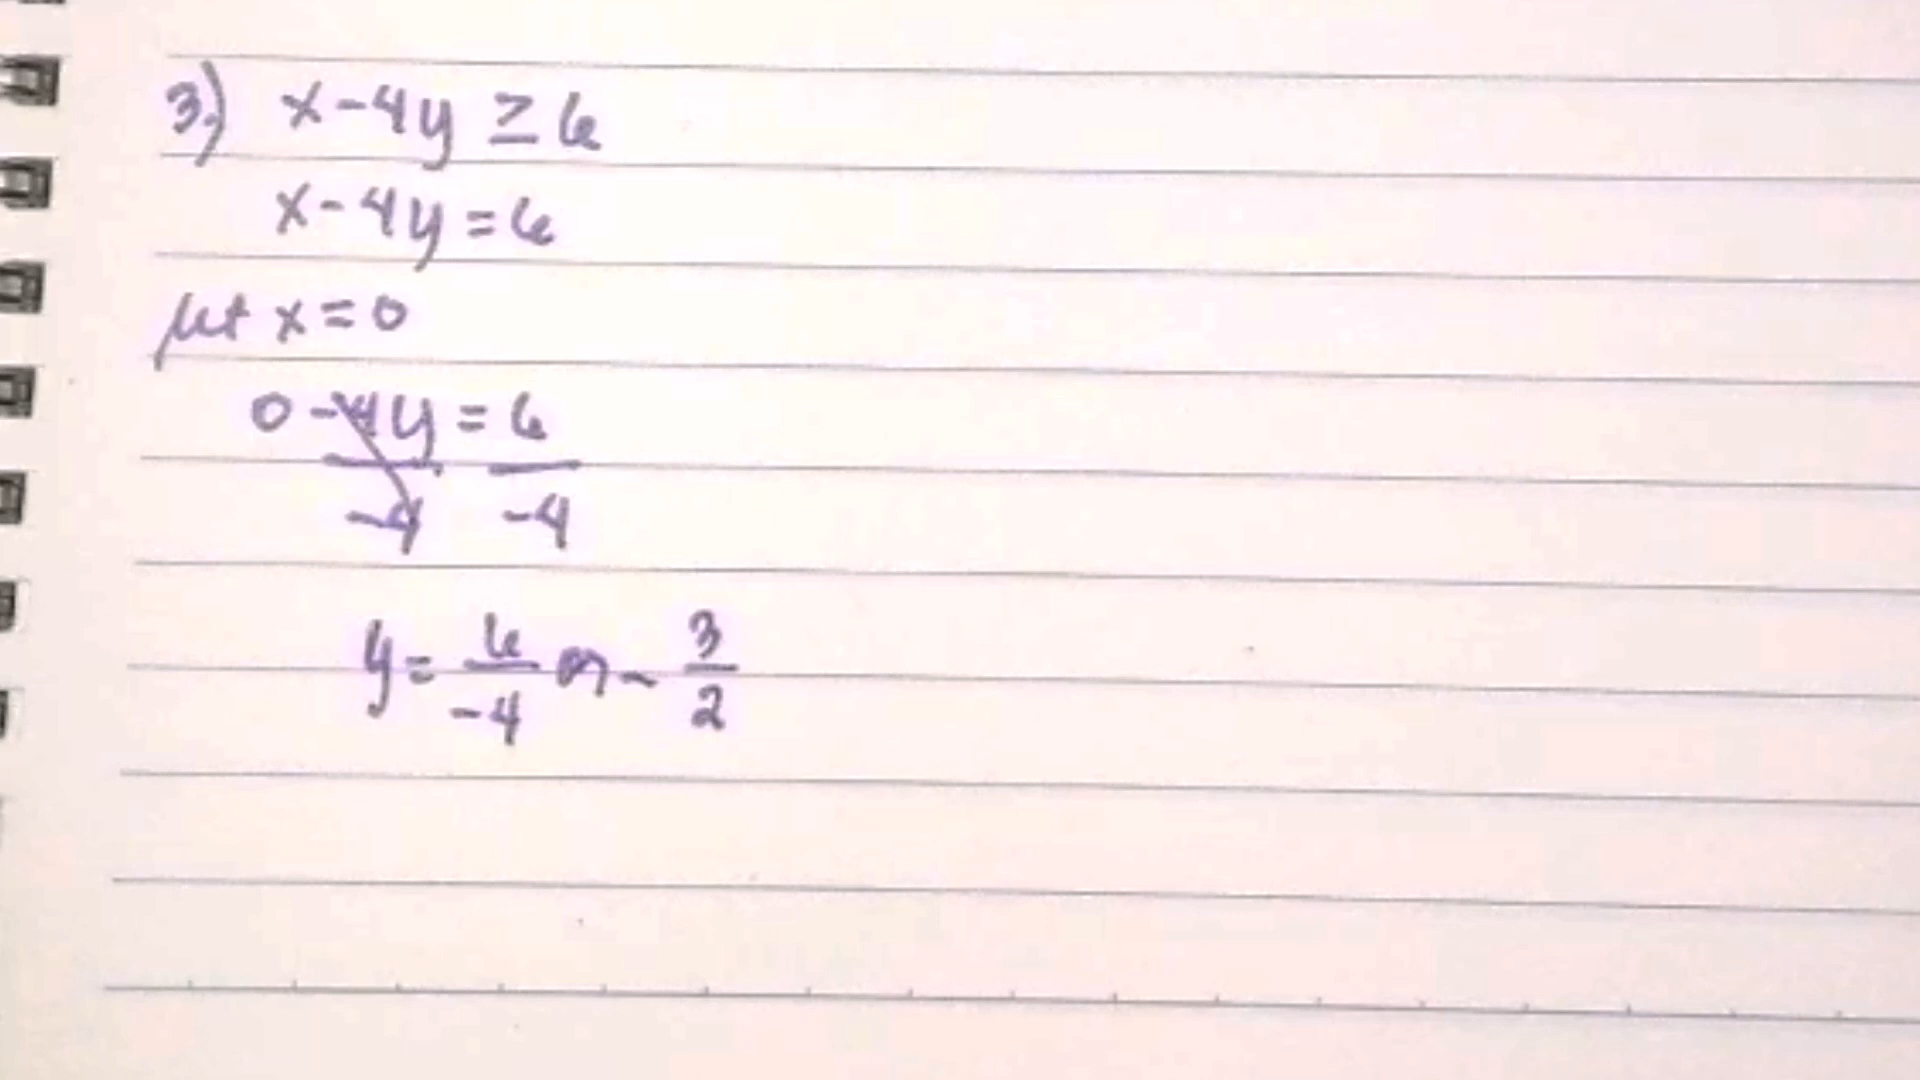 3.) x - 4y ≥ 6
x - 4y = 6
let x = 0
0 - 4y = 6
-4 -4
y = 6/-4 or - 3/2